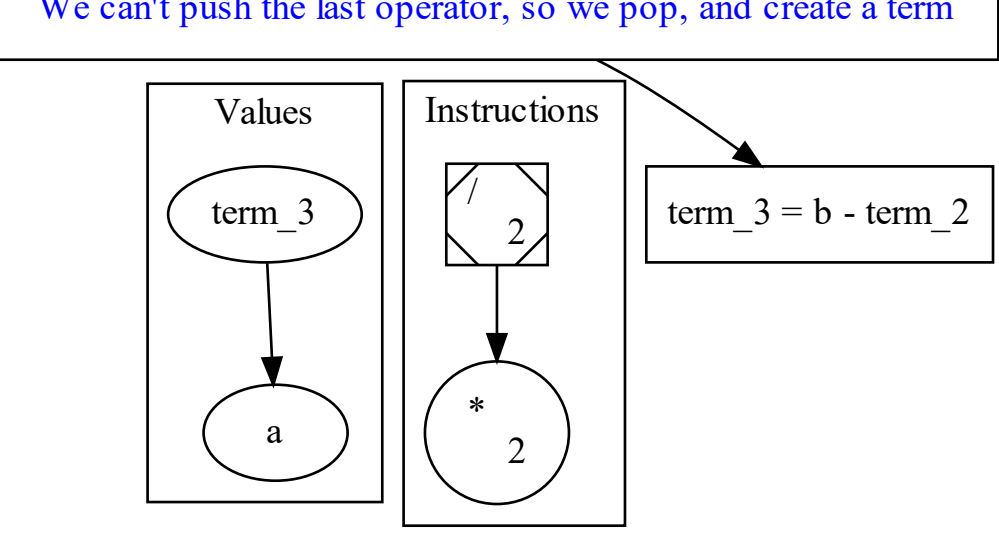 We can't push the last operator, so we pop, and create a term
Values
Instructions
term_3
/
2
term_3 = b - term_2
a
*
2